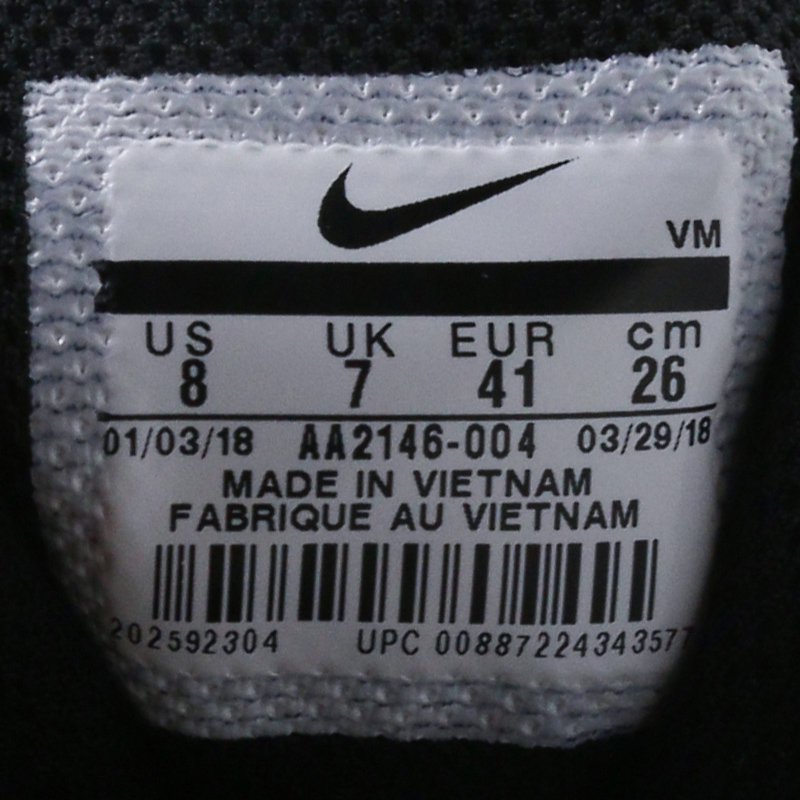 VM
US UK EUR cm
8 7 41 26
01/03/18 AA2146-004 03/29/18
MADE IN VIETNAM
FABRIQUE AU VIETNAM
202592304 UPC 00887224343577